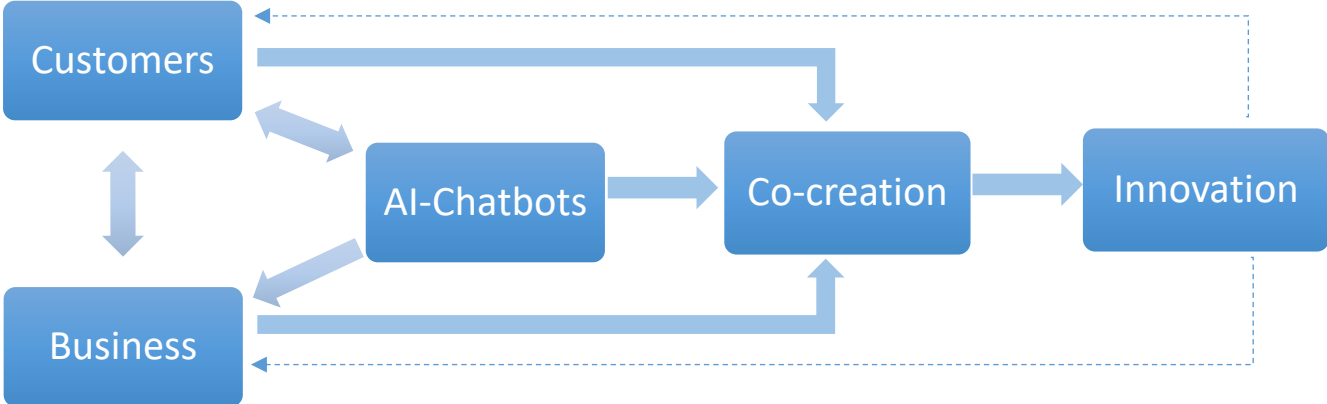 Customers
AI-Chatbots
Co-creation
Innovation
Business